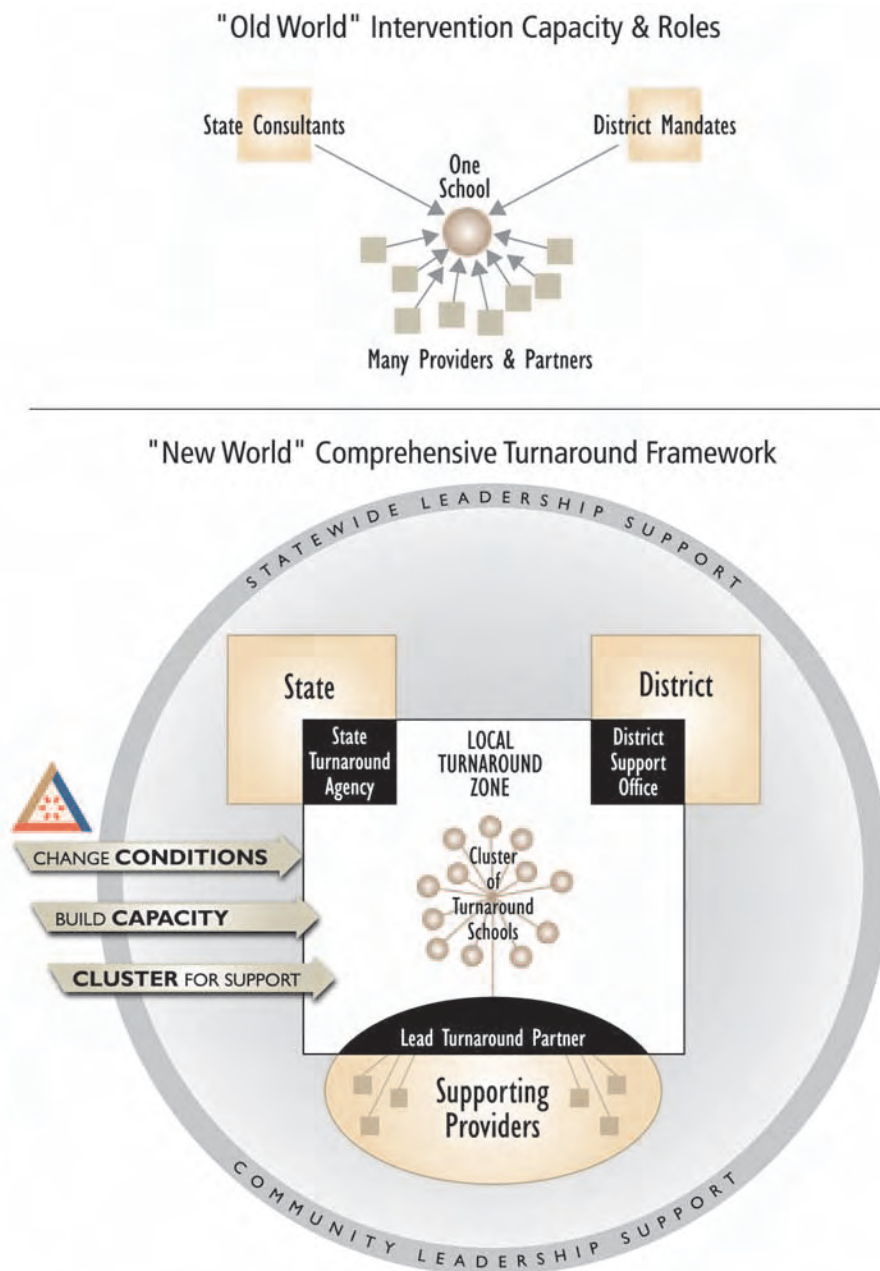 "Old World" Intervention Capacity & Roles
State Consultants
District Mandates
One
School
Many Providers & Partners
"New World" Comprehensive Turnaround Framework
STATEWIDE LEADERSHIP SUPPORT
State
District
State
Turnaround
Agency
LOCAL
TURNAROUND
ZONE
District
Support
Office
CHANGE CONDITIONS
BUILD CAPACITY
CLUSTER FOR SUPPORT
Cluster
of
Turnaround
Schools
Lead Turnaround Partner
Supporting
Providers
COMMUNITY LEADERSHIP SUPPORT